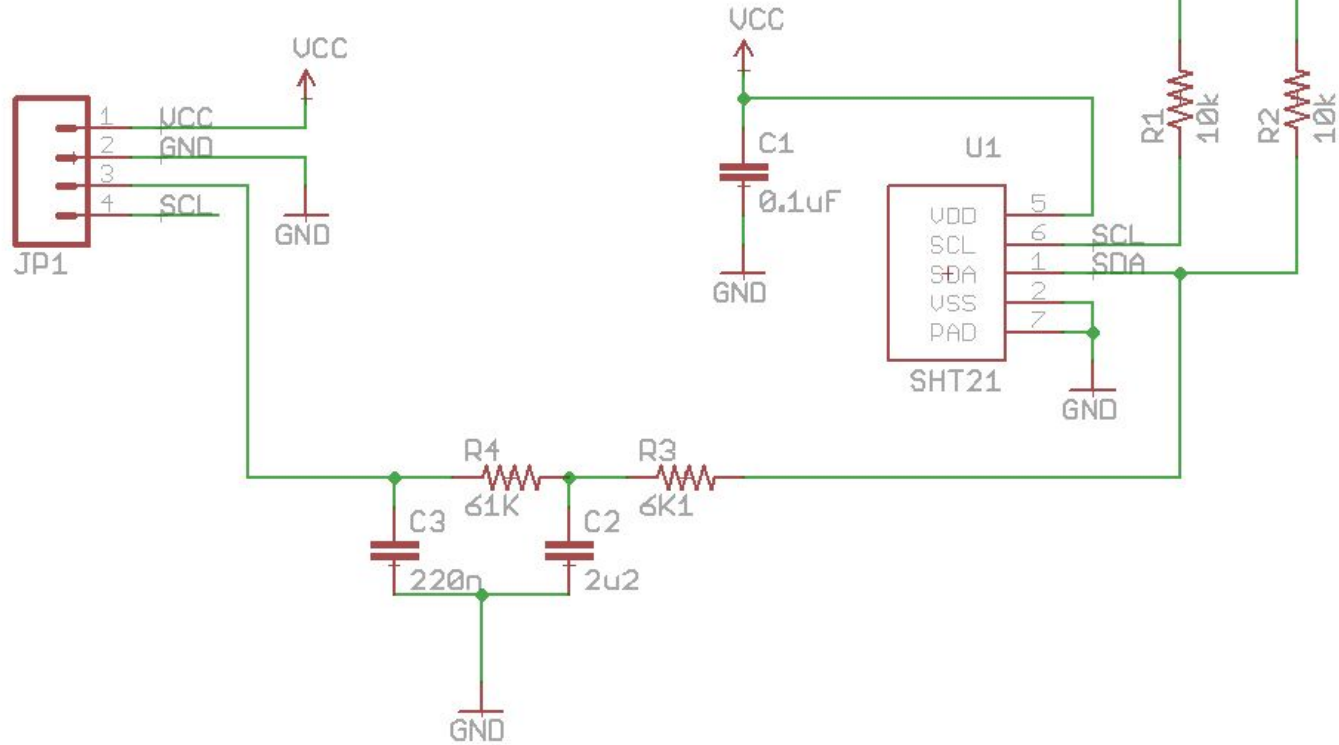 VCC
1 VCC
2 GND
3
4 SCL
JP1
GND
VCC
C1
0.1uF
GND
R1
10k
R2
10k
U1
VDD 5
SCL 6 SCL
SDA 1 SDA
VSS 2
PAD 7
SHT21
GND
R4
61K
R3
6K1
C3
220n
C2
2u2
GND